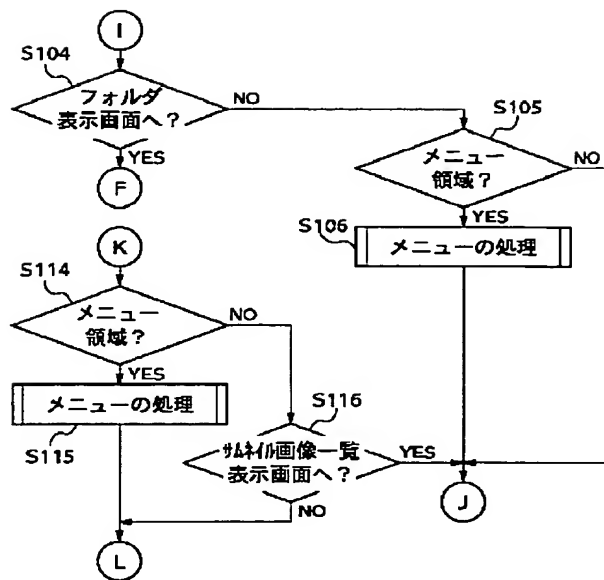 I
S104
フォルダ
表示画面へ？
NO
YES
F
S105
メニュー
領域？
NO
YES
S106
メニューの処理
K
S114
メニュー
領域？
NO
YES
メニューの処理
S115
S116
サムネイル画像一覧
表示画面へ？
YES
NO
J
L